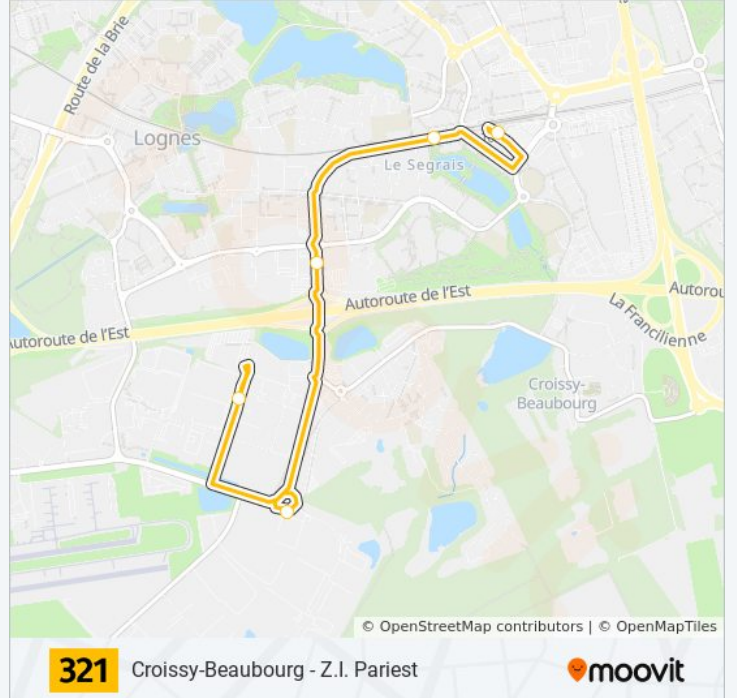 Route de la Brie
Lognes
Le Segrais
Autoroute de l'Est
Autorou
La Francilienne
utoroute de l'Est
Croissy-
Beaubourg
© OpenStreetMap contributors | © OpenMapTiles
321 Croissy-Beaubourg - Z.I. Pariest moovit